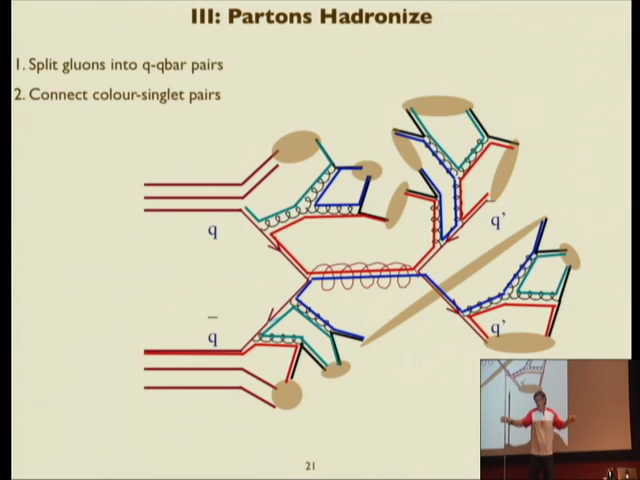 III: Partons Hadronize
1. Split gluons into q-qbar pairs
2. Connect colour-singlet pairs
q
q'
q̅
q'
21